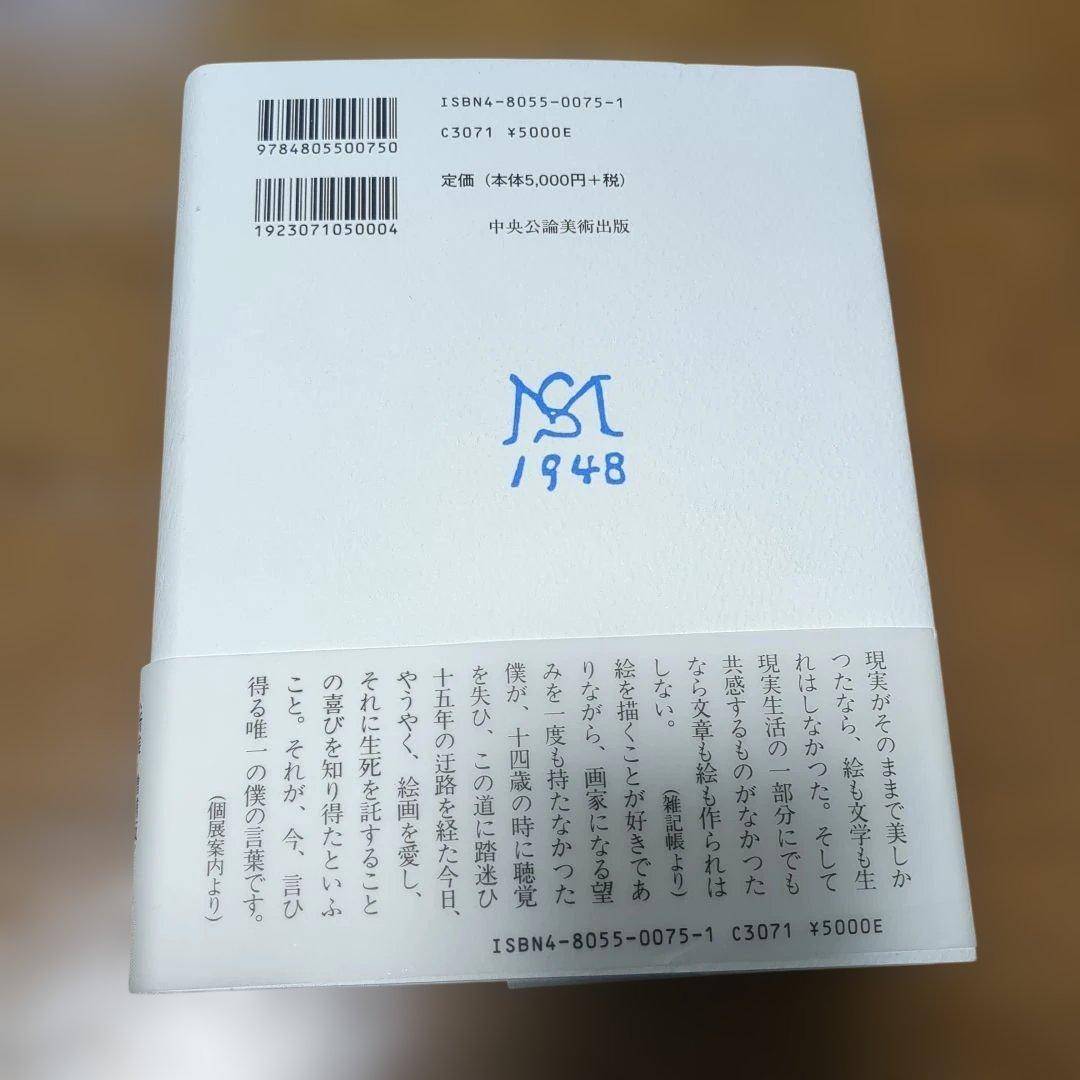 ISBN4-8055-0075-1
C3071 ¥5000E
9784805500750
定価（本体5,000円＋税）
1923071050004
中央公論美術出版
MS
1948
現実がそのままで美しか
つたなら、絵も文学も生
れはしなかつた。そして
現実生活の一部分にでも
共感するものがなかつた
なら文章も絵も作られは
しない。
（雑記帳より）
絵を描くことが好きであ
りながら、画家になる望
みを一度も持たなかつた
僕が、十四歳の時に聴覚
を失ひ、この道に踏迷ひ
十五年の迂路を経た今日、
やうやく、絵画を愛し、
それに生死を託すること
の喜びを知り得たといふ
こと。それが、今、言ひ
得る唯一の僕の言葉です。
（個展案内より）
ISBN4-8055-0075-1 C3071 ¥5000E